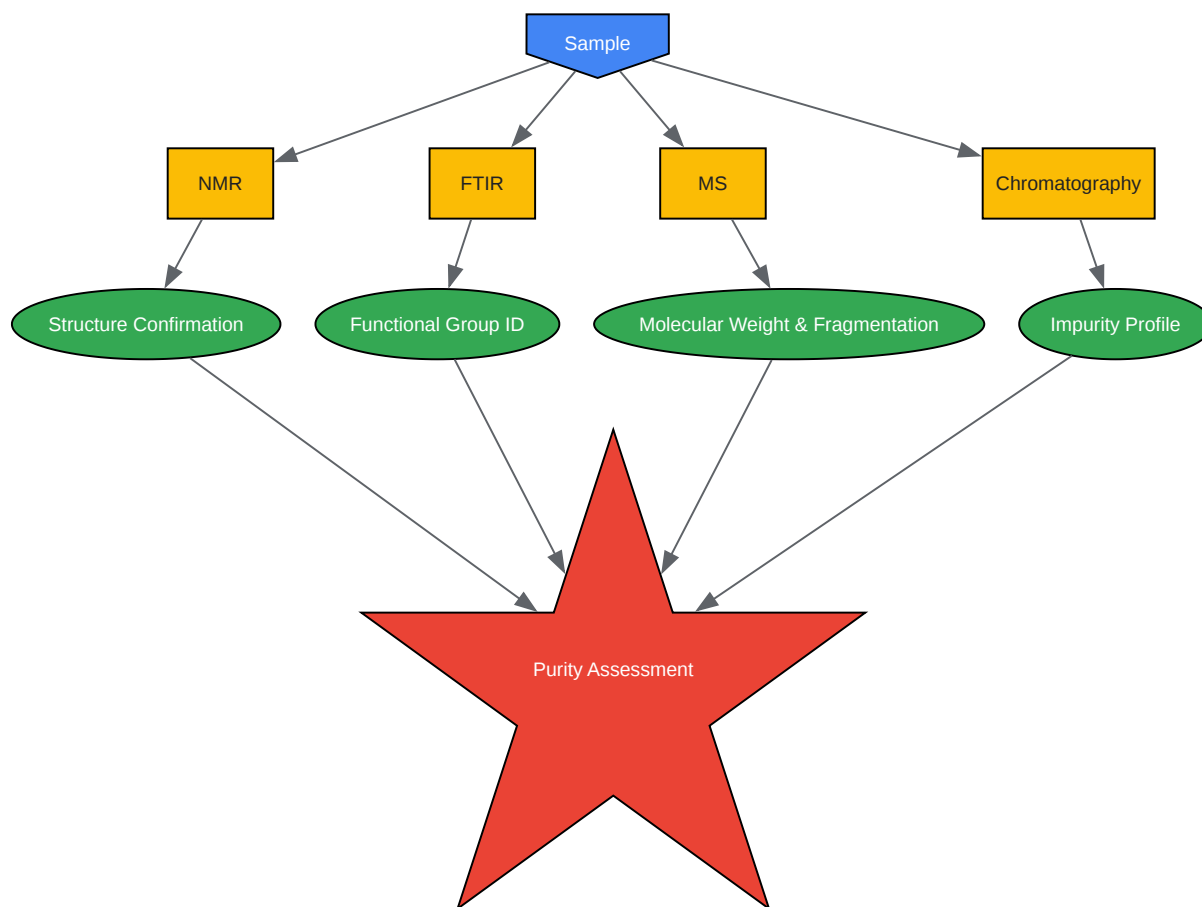 Sample
NMR
FTIR
MS
Chromatography
Structure Confirmation
Functional Group ID
Molecular Weight & Fragmentation
Impurity Profile
Purity Assessment